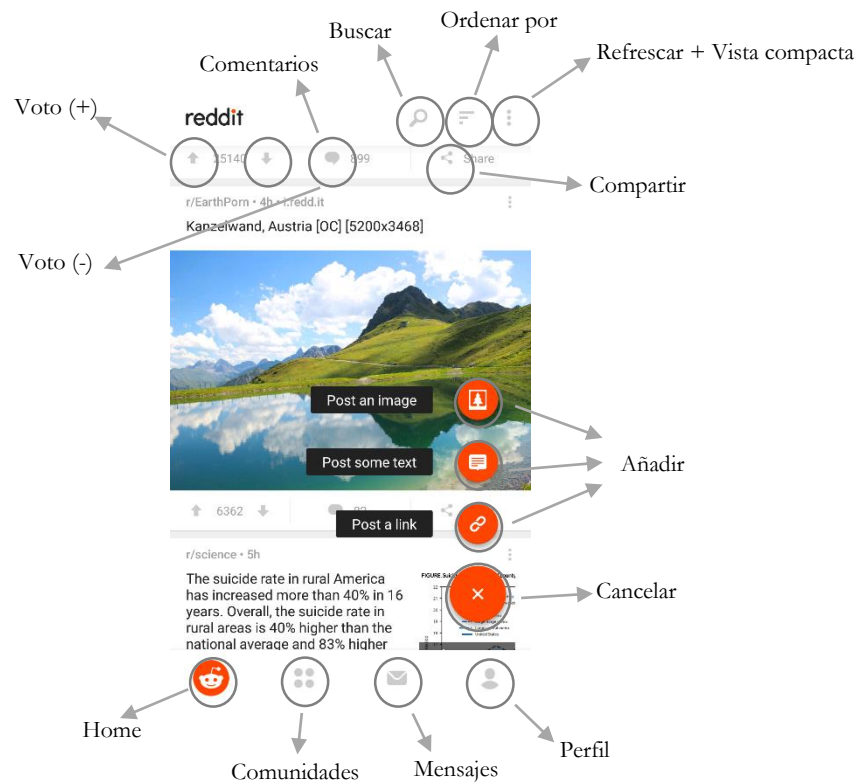 Buscar
Ordenar por
Comentarios
Refrescar + Vista compacta
Voto (+)
reddit
25140
899
Share
Compartir
r/EarthPorn • 4h • i.redd.it
Kanzelwand, Austria [OC] [5200x3468]
Voto (-)
Post an image
Post some text
Añadir
6362
Post a link
r/science • 5h
The suicide rate in rural America
has increased more than 40% in 16
years. Overall, the suicide rate in
rural areas is 40% higher than the
national average and 83% higher
United States
Cancelar
Home
Comunidades
Mensajes
Perfil